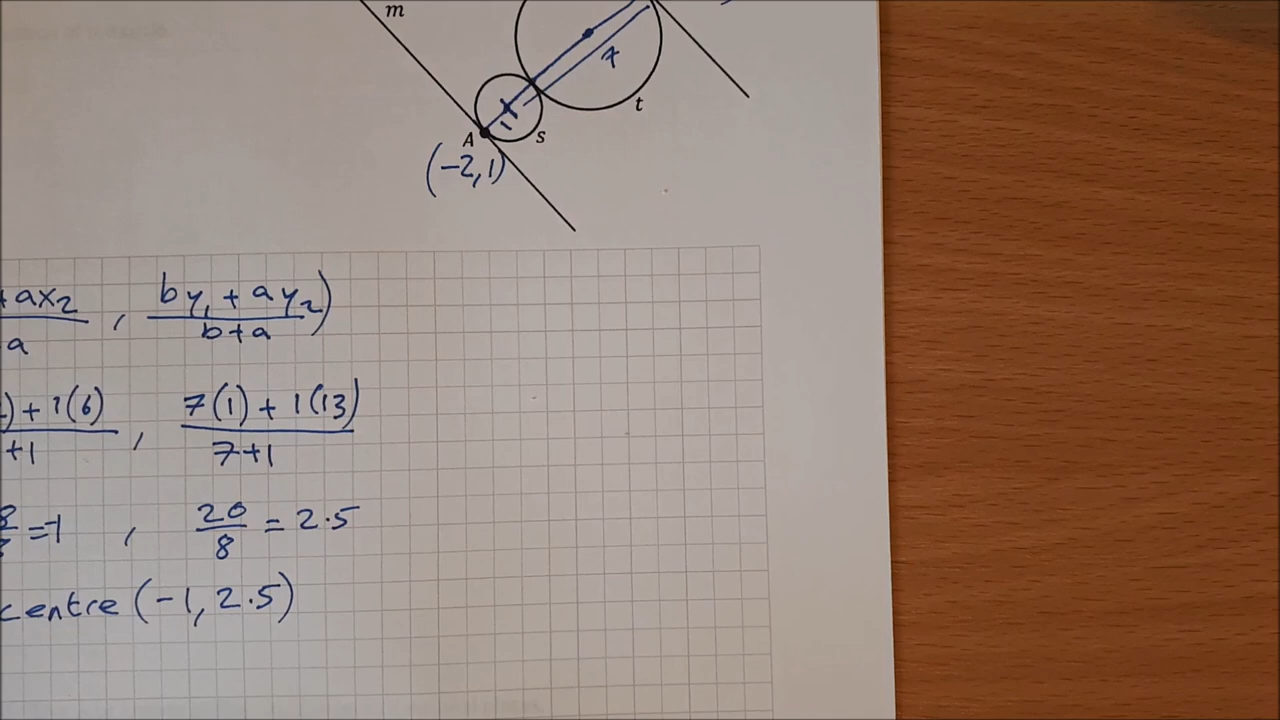 m
7
t
A
s
(-2,1)
+ ax₂ , by₁ + ay₂)
a b+a
) + 1(6) , 7(1) + 1(13)
+1 7+1
8 = -1 , 20 = 2.5
8
centre (-1, 2.5)